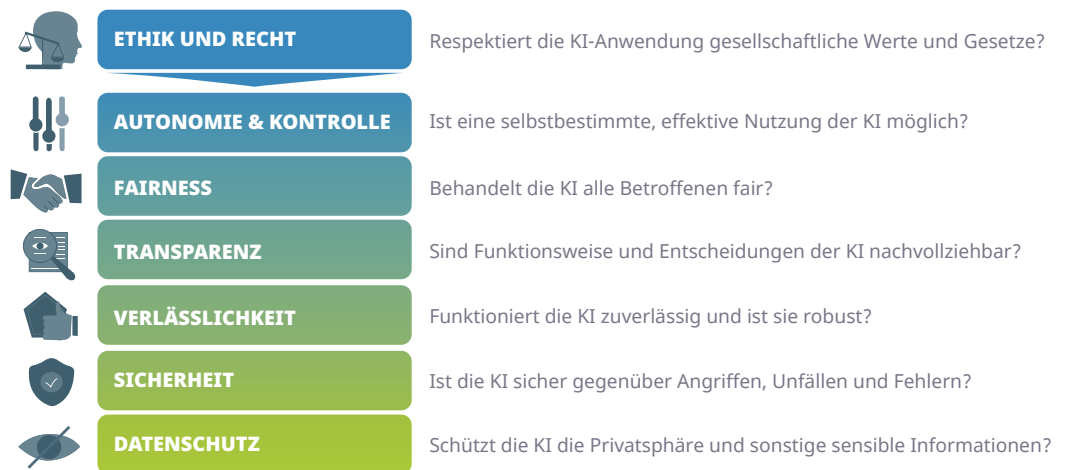 ETHIK UND RECHT Respektiert die KI-Anwendung gesellschaftliche Werte und Gesetze?
AUTONOMIE & KONTROLLE Ist eine selbstbestimmte, effektive Nutzung der KI möglich?
FAIRNESS Behandelt die KI alle Betroffenen fair?
TRANSPARENZ Sind Funktionsweise und Entscheidungen der KI nachvollziehbar?
VERLÄSSLICHKEIT Funktioniert die KI zuverlässig und ist sie robust?
SICHERHEIT Ist die KI sicher gegenüber Angriffen, Unfällen und Fehlern?
DATENSCHUTZ Schützt die KI die Privatsphäre und sonstige sensible Informationen?